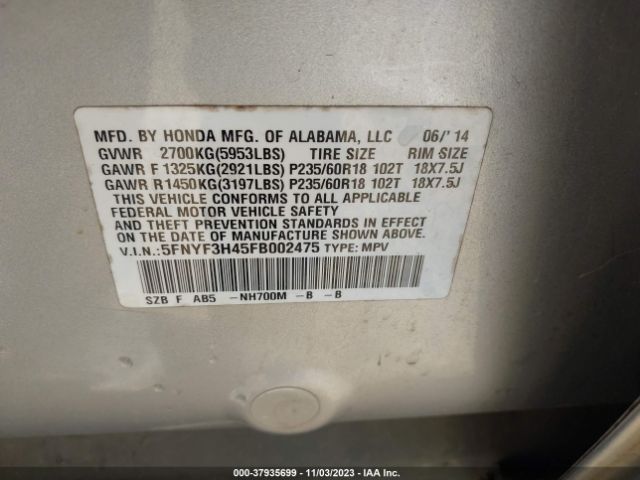 MFD. BY HONDA MFG. OF ALABAMA, LLC 06/'14
GVWR 2700KG(5953LBS) TIRE SIZE RIM SIZE
GAWR F 1325KG(2921LBS) P235/60R18 102T 18X7.5J
GAWR R 1450KG(3197LBS) P235/60R18 102T 18X7.5J
THIS VEHICLE CONFORMS TO ALL APPLICABLE
FEDERAL MOTOR VEHICLE SAFETY
AND THEFT PREVENTION STANDARDS IN EFFECT
ON THE DATE OF MANUFACTURE SHOWN ABOVE.
V.I.N.:5FNYF3H45FB002475 TYPE: MPV
SZB F AB5 -NH700M -B -B
Stock #: 37935699 - 11/03/2023 - IAA Inc.